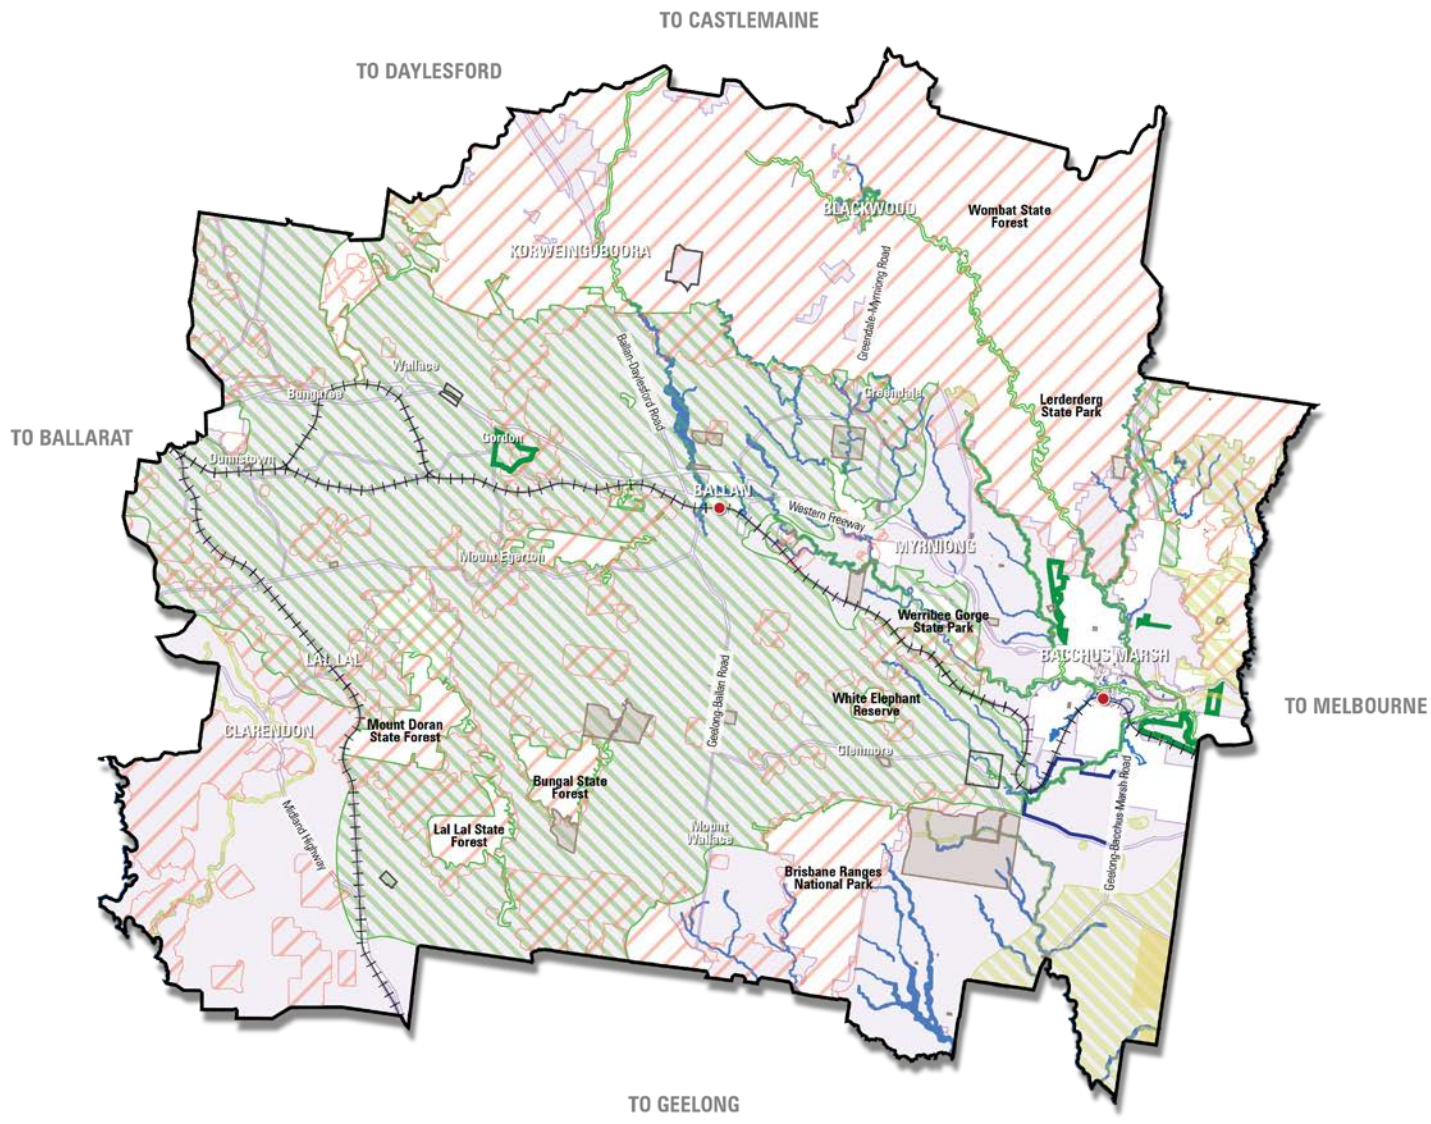 TO CASTLEMAINE
TO DAYLESFORD
BLACKWOOD
Wombat State
Forest
KORWEINGUBOORA
Greendale-Myrniong Road
Ballan-Daylesford Road
Wallace
Bungaree
Greendale
Lerderderg
State Park
TO BALLARAT
Gordon
Dunnstown
BALLAN
Western Freeway
MYRNIONG
Mount Egerton
Werribee Gorge
State Park
LAL LAL
BACCHUS MARSH
Geelong-Ballan Road
White Elephant
Reserve
TO MELBOURNE
CLARENDON
Mount Doran
State Forest
Glenmore
Bungal State
Forest
Geelong-Bacchus Marsh Road
Midland Highway
Lal Lal State
Forest
Mount
Wallace
Brisbane Ranges
National Park
TO GEELONG